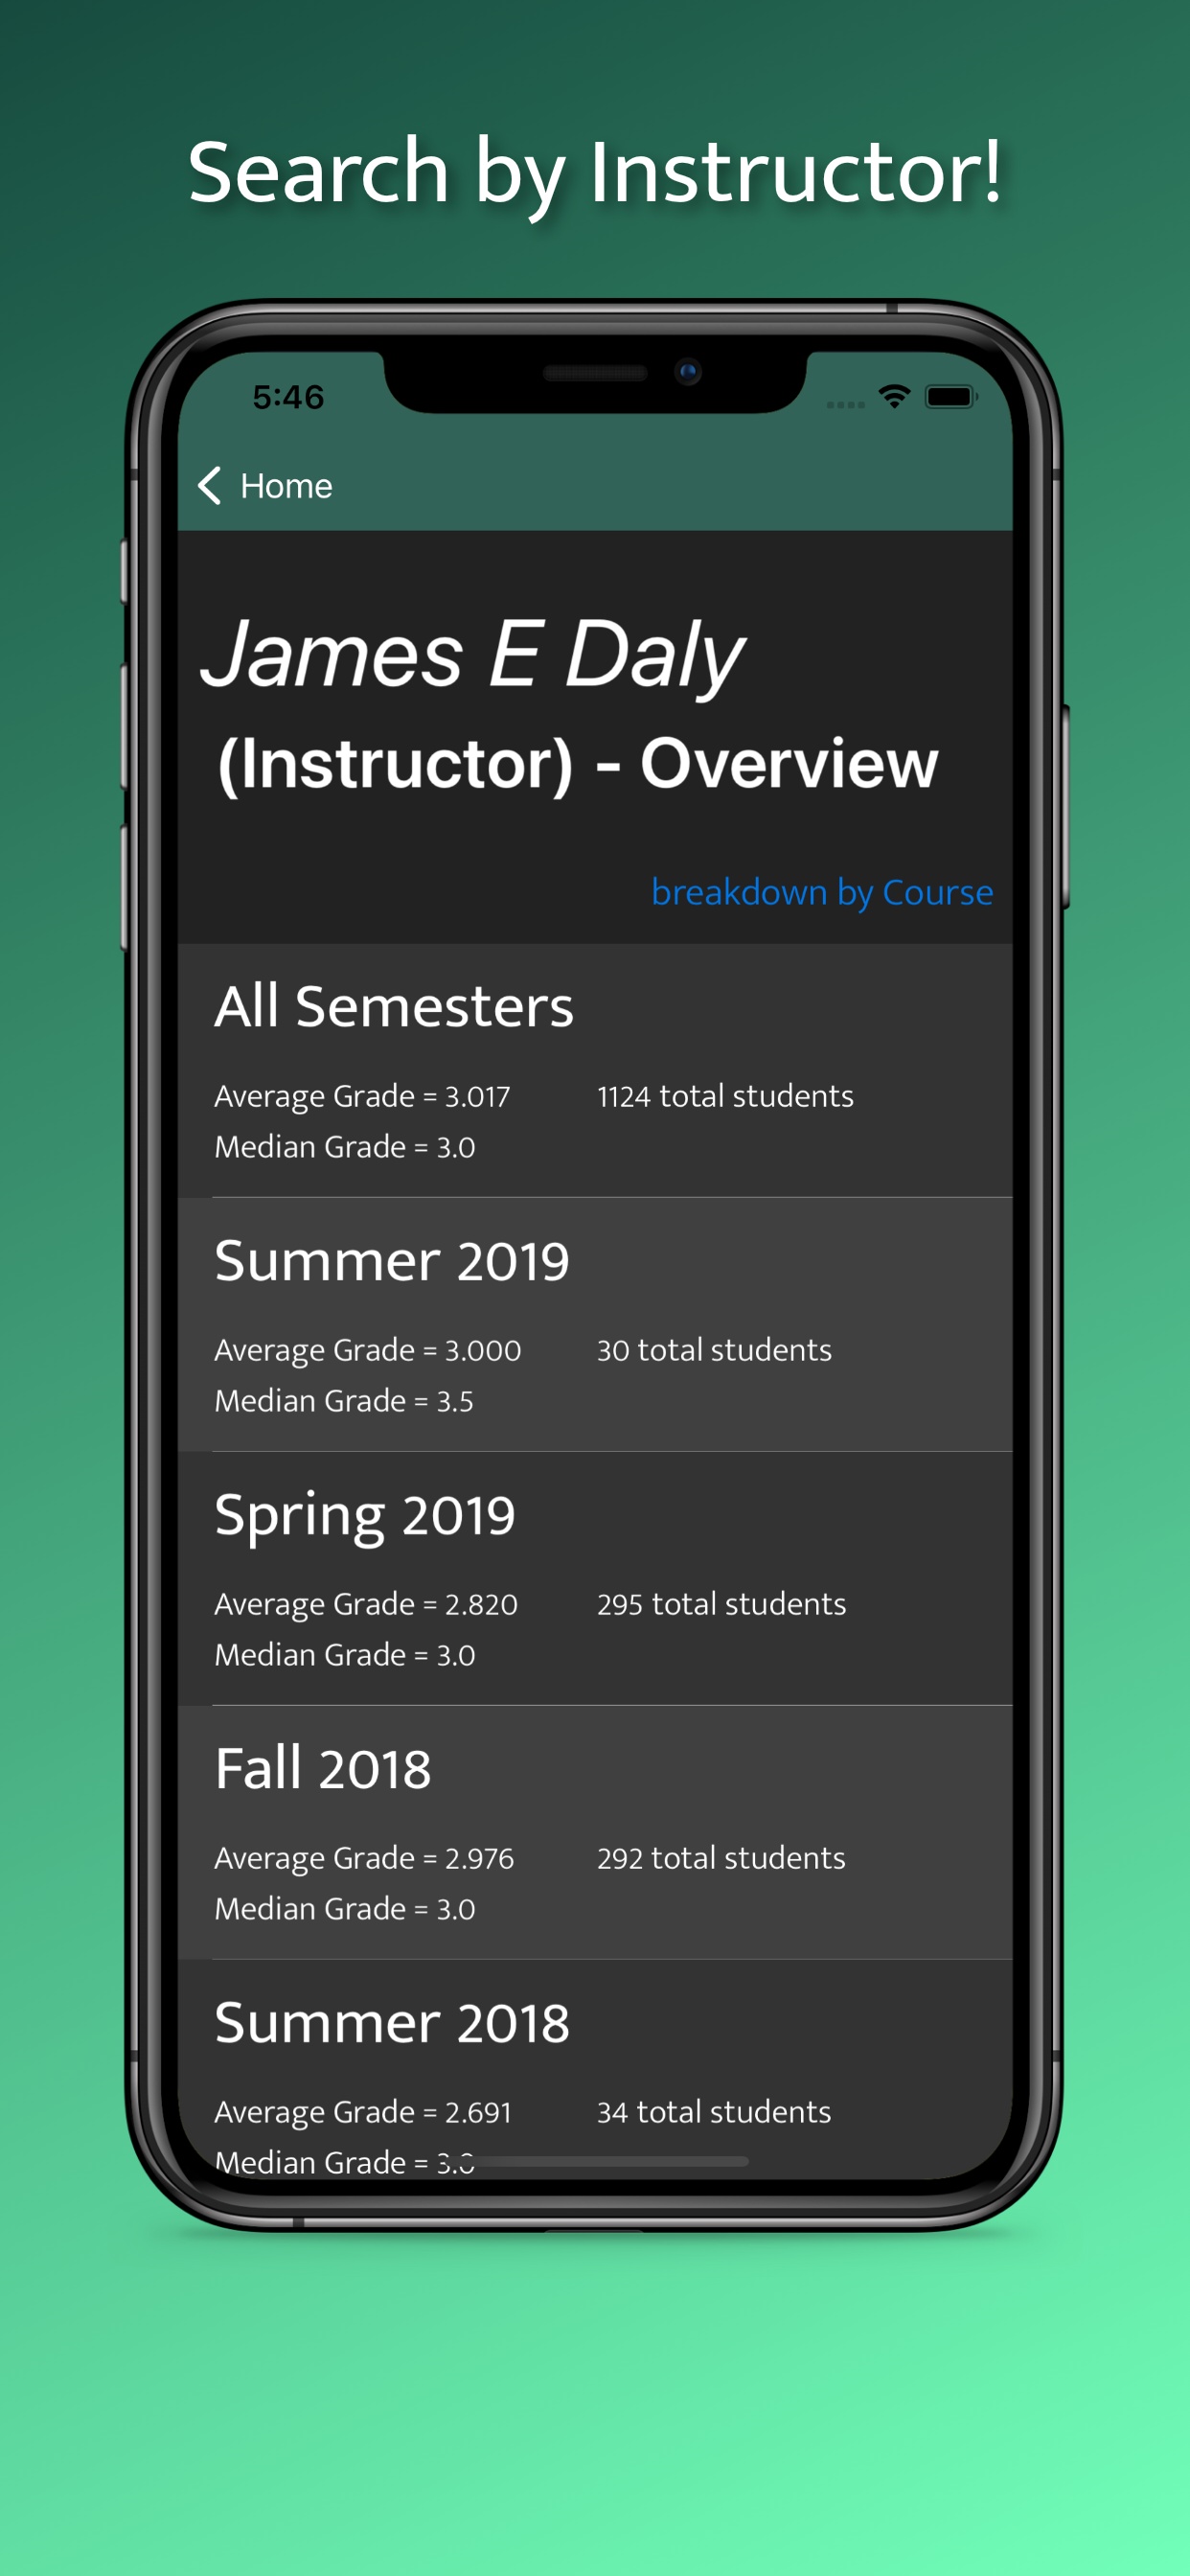 Search by Instructor!
5:46
Home
James E Daly
(Instructor) - Overview
breakdown by Course
All Semesters
Average Grade = 3.017 1124 total students
Median Grade = 3.0
Summer 2019
Average Grade = 3.000 30 total students
Median Grade = 3.5
Spring 2019
Average Grade = 2.820 295 total students
Median Grade = 3.0
Fall 2018
Average Grade = 2.976 292 total students
Median Grade = 3.0
Summer 2018
Average Grade = 2.691 34 total students
Median Grade = 3.0